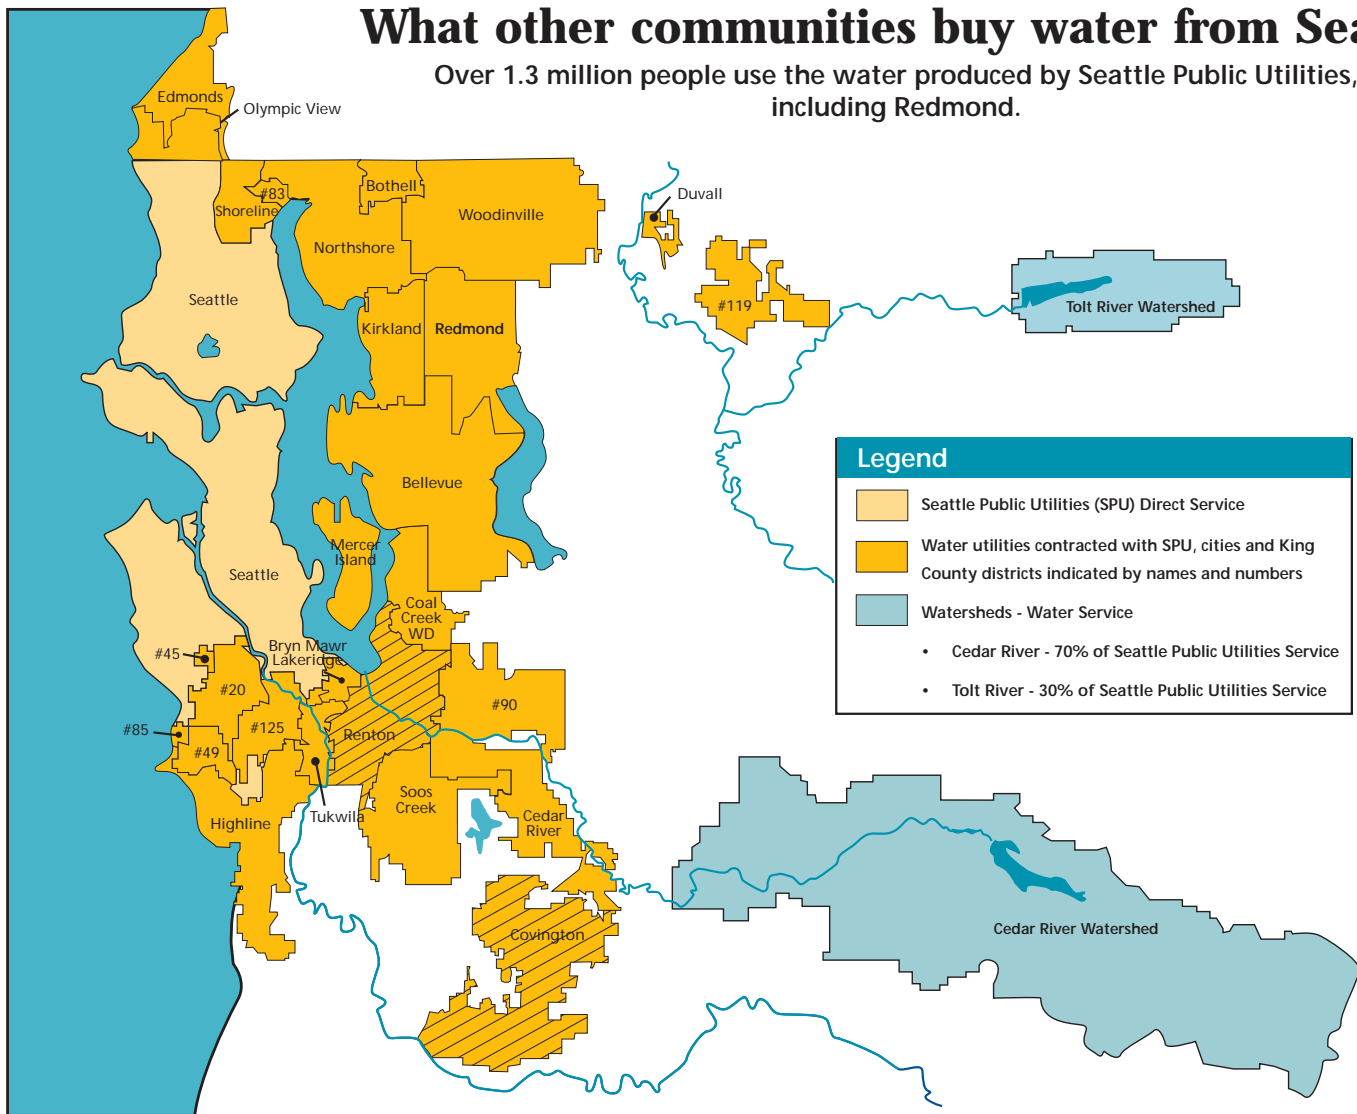 What other communities buy water from Sea
Over 1.3 million people use the water produced by Seattle Public Utilities,
including Redmond.
Edmonds
Olympic View
#83
Shoreline
Bothell
Woodinville
Northshore
Duvall
Seattle
Kirkland
Redmond
#119
Tolt River Watershed
Bellevue
Mercer
Island
Seattle
Coal
Creek
WD
Bryn Mawr
Lakeridge
#45
#20
#90
#85
#125
#49
Renton
Soos
Creek
Tukwila
Highline
Cedar
River
Covington
Cedar River Watershed
Legend
Seattle Public Utilities (SPU) Direct Service
Water utilities contracted with SPU, cities and King
County districts indicated by names and numbers
Watersheds - Water Service
• Cedar River - 70% of Seattle Public Utilities Service
• Tolt River - 30% of Seattle Public Utilities Service